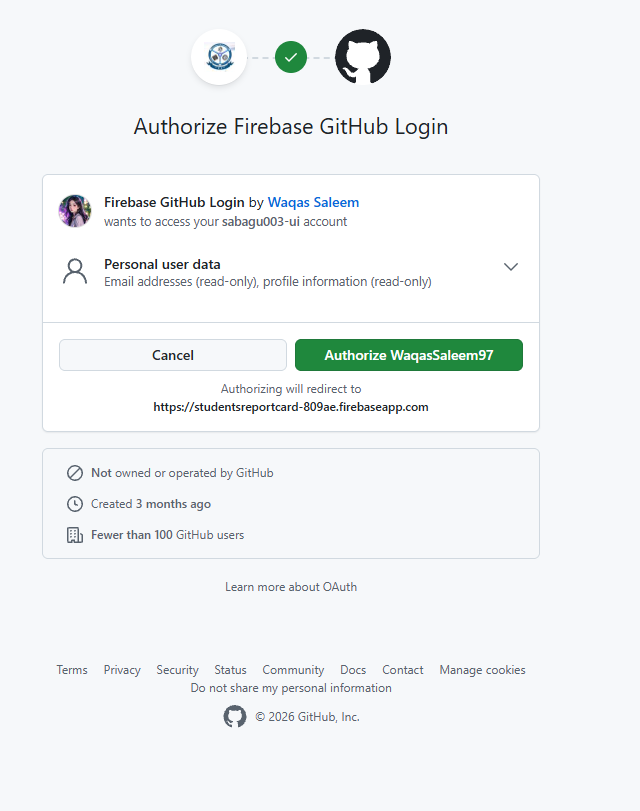 Authorize Firebase GitHub Login
Firebase GitHub Login by Waqas Saleem
wants to access your sabagu003-ui account
Personal user data
Email addresses (read-only), profile information (read-only)
Cancel
Authorize WaqasSaleem97
Authorizing will redirect to
https://studentsreportcard-809ae.firebaseapp.com
Not owned or operated by GitHub
Created 3 months ago
Fewer than 100 GitHub users
Learn more about OAuth
Terms Privacy Security Status Community Docs Contact Manage cookies
Do not share my personal information
© 2026 GitHub, Inc.